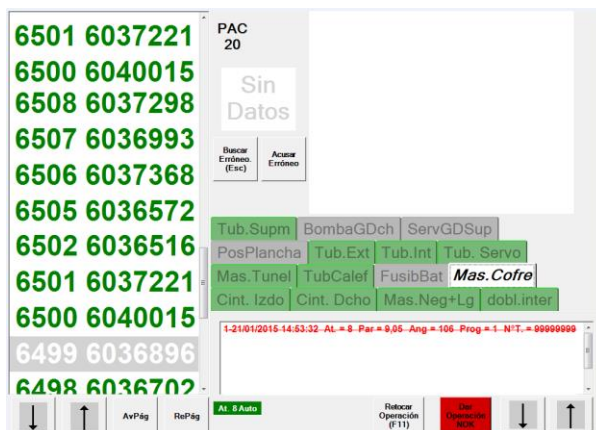 6501 6037221
6500 6040015
6508 6037298
6507 6036993
6506 6037368
6505 6036572
6502 6036516
6501 6037221
6500 6040015
6499 6036896
6498 6036702
PAC
20
Sin
Datos
Buscar
Erróneo.
(Esc)
Acusar
Erróneo
Tub.Supm BombaGDch ServGDSup
PosPlancha Tub.Ext Tub.Int Tub. Servo
Mas.Tunel TubCalef FusibBat Mas.Cofre
Cint. Izdo Cint. Dcho Mas.Neg+Lg dobl.inter
1-21/01/2015 14:53:32 At. = 8 Par = 9,05 Ang = 106 Prog = 1 NºT. = 99999999
AvPág
RePág
At. 8 Auto
Retocar
Operación
(F11)
Dar
Operación
NOK